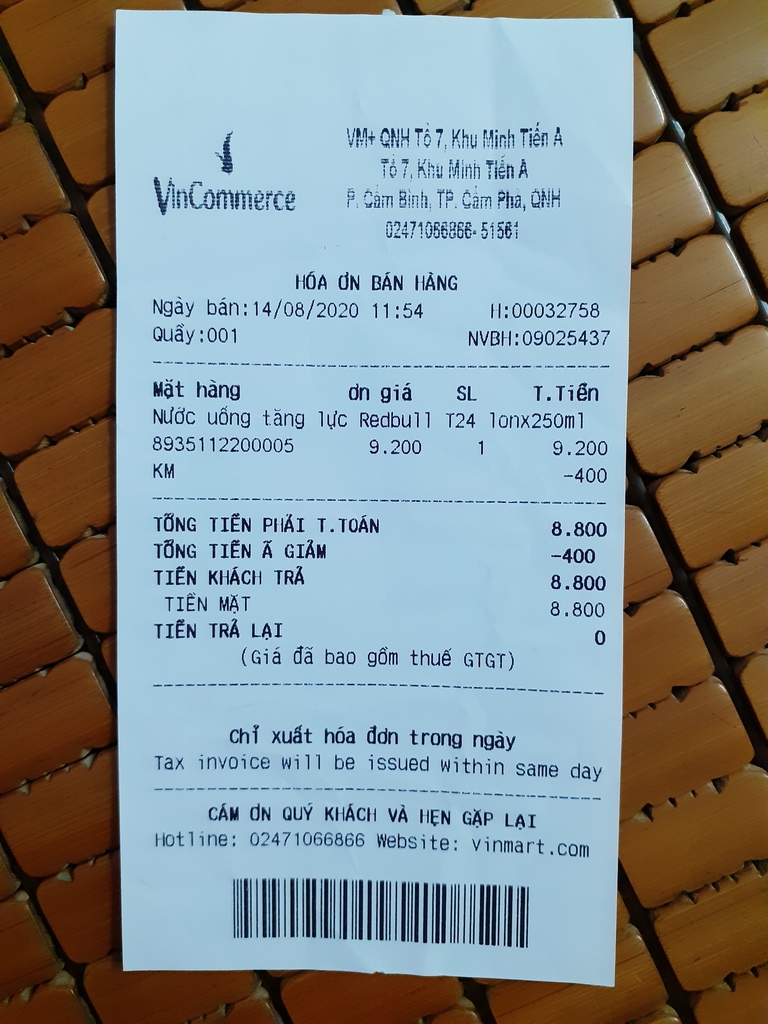 VinCommerce
VM+ QNH Tổ 7, Khu Minh Tiến A
Tổ 7, Khu Minh Tiến A
P. Cẩm Bình, TP. Cẩm Phả, QNH
02471066866-51561
HÓA ƠN BÁN HÀNG
Ngày bán:14/08/2020 11:54 H:00032758
Quầy:001 NVBH:09025437
Mặt hàng ơn giá SL T.Tiền
Nước uống tăng lực Redbull T24 lonx250ml
8935112200005 9.200 1 9.200
KM -400
TỔNG TIỀN PHẢI T.TOÁN 8.800
TỔNG TIỀN Ã GIẢM -400
TIỀN KHÁCH TRẢ 8.800
TIỀN MẶT 8.800
TIỀN TRẢ LẠI 0
(Giá đã bao gồm thuế GTGT)
Chỉ xuất hóa đơn trong ngày
Tax invoice will be issued within same day
CÁM ƠN QUÝ KHÁCH VÀ HẸN GẶP LẠI
Hotline: 02471066866 Website: vinmart.com